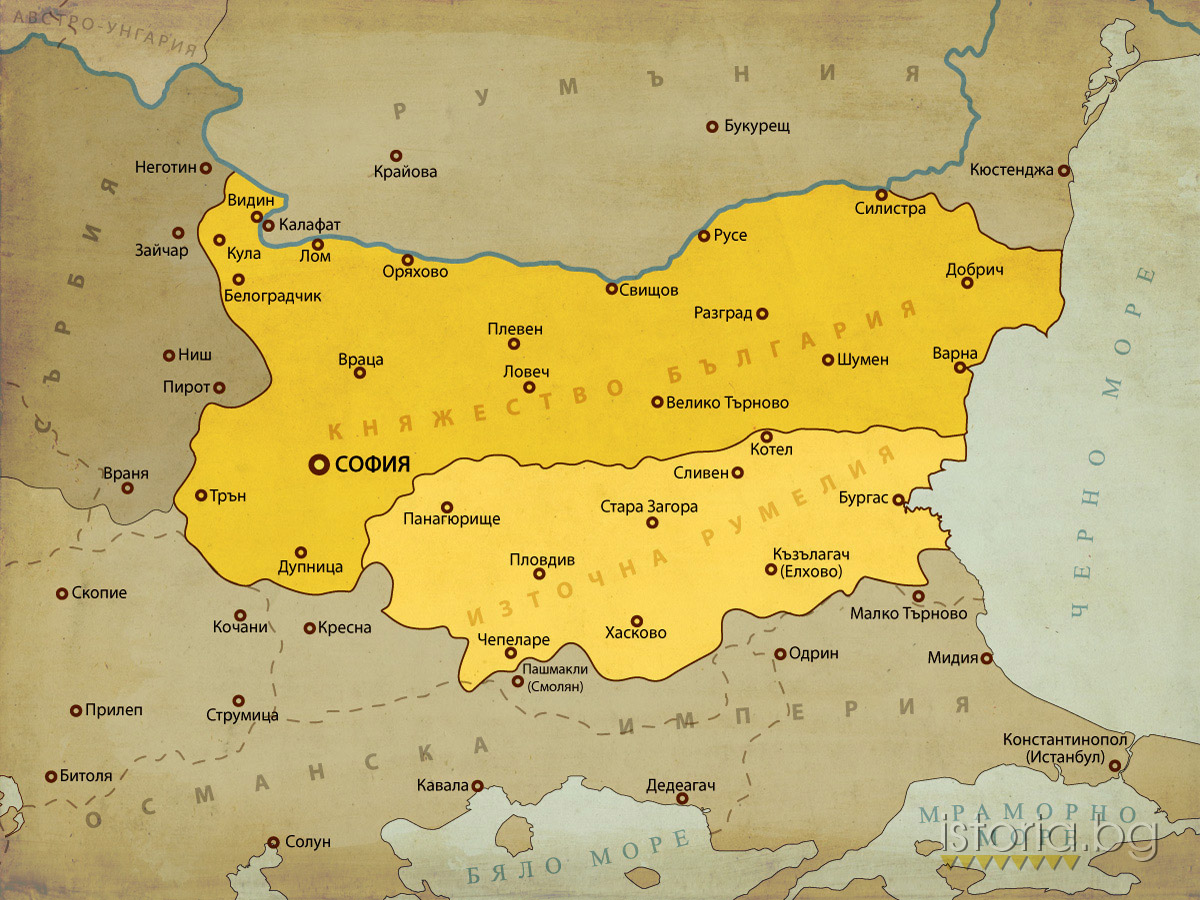 АВСТРО-УНГАРИЯ
РУМЪНИЯ
Букурещ
Крайова
Неготин
Кюстенджа
СЪРБИЯ
Видин
Калафат
Силистра
Зайчар
Кула
Лом
Русе
Оряхово
Белоградчик
Свищов
Добрич
ЧЕРНО МОРЕ
Разград
Плевен
Ниш
Враца
Ловеч
Шумен
Варна
Пирот
Велико Търново
КНЯЖЕСТВО БЪЛГАРИЯ
СОФИЯ
Котел
Враня
Сливен
Трън
Бургас
Панагюрище
Стара Загора
ИЗТОЧНА РУМЕЛИЯ
Дупница
Пловдив
Къзълагач
(Елхово)
Скопие
Малко Търново
Кочани
Кресна
Хасково
Чепеларе
Одрин
Мидия
Пашмакли
(Смолян)
Прилеп
Струмица
ОСМАНСКА ИМПЕРИЯ
Константинопол
(Истанбул)
Битоля
Кавала
Дедеагач
МРАМОРНО
МОРЕ
Солун
БЯЛО МОРЕ
istoria.bg